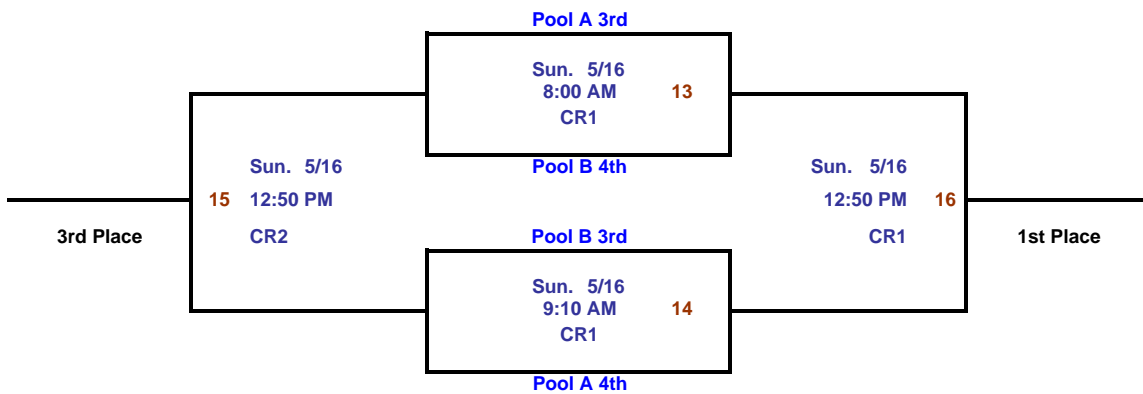 Pool A 3rd
Sun. 5/16
8:00 AM 13
CR1
Pool B 4th
Sun. 5/16
15 12:50 PM
CR2
3rd Place
Sun. 5/16
12:50 PM 16
CR1
1st Place
Pool B 3rd
Sun. 5/16
9:10 AM 14
CR1
Pool A 4th